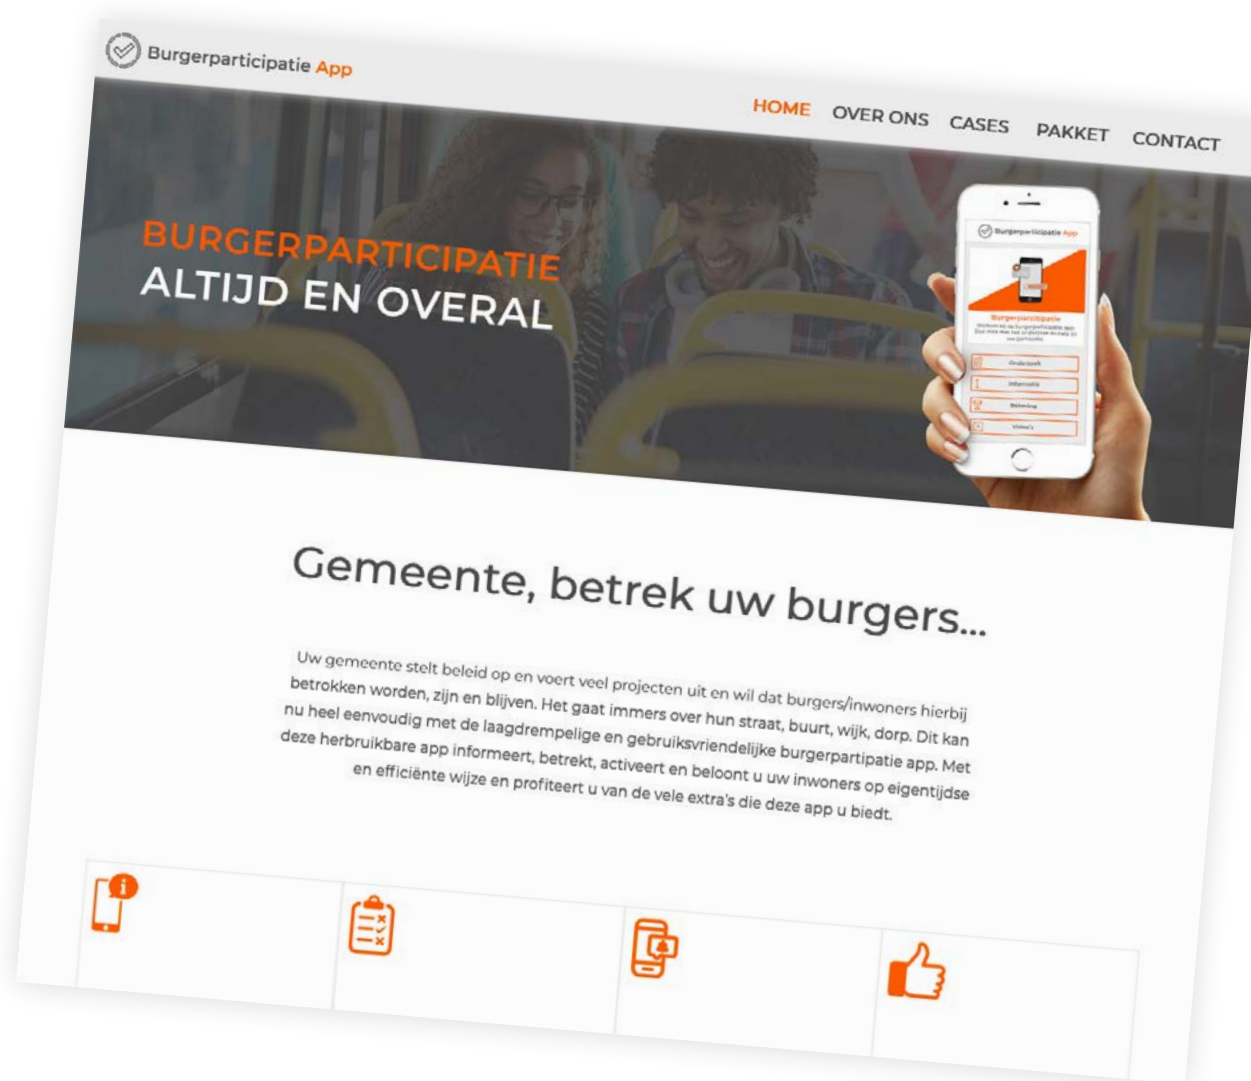 Burgerparticipatie App
HOME OVER ONS CASES PAKKET CONTACT
BURGERPARTICIPATIE
ALTIJD EN OVERAL
Burgerparticipatie App
Onderzoek
Informatie
Beloning
Video's
Gemeente, betrek uw burgers...
Uw gemeente stelt beleid op en voert veel projecten uit en wil dat burgers/inwoners hierbij
betrokken worden, zijn en blijven. Het gaat immers over hun straat, buurt, wijk, dorp. Dit kan
nu heel eenvoudig met de laagdrempelige en gebruiksvriendelijke burgerpartipatie app. Met
deze herbruikbare app informeert, betrekt, activeert en beloont u uw inwoners op eigentijdse
en efficiënte wijze en profiteert u van de vele extra's die deze app u biedt.